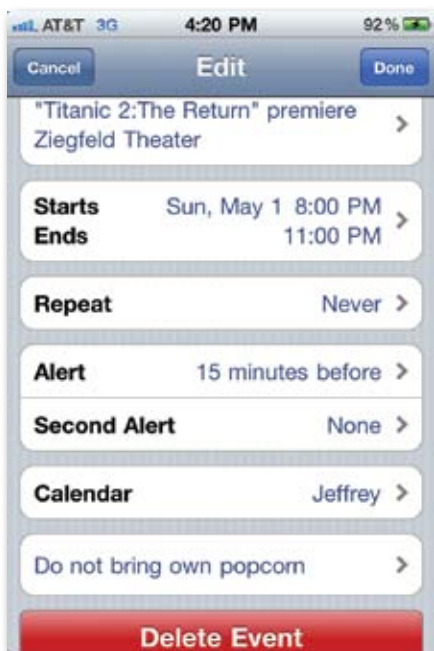 AT&T 3G 4:20 PM 92%
Cancel Edit Done
"Titanic 2:The Return" premiere
Ziegfeld Theater
Starts Sun, May 1 8:00 PM
Ends 11:00 PM
Repeat Never
Alert 15 minutes before
Second Alert None
Calendar Jeffrey
Do not bring own popcorn
Delete Event